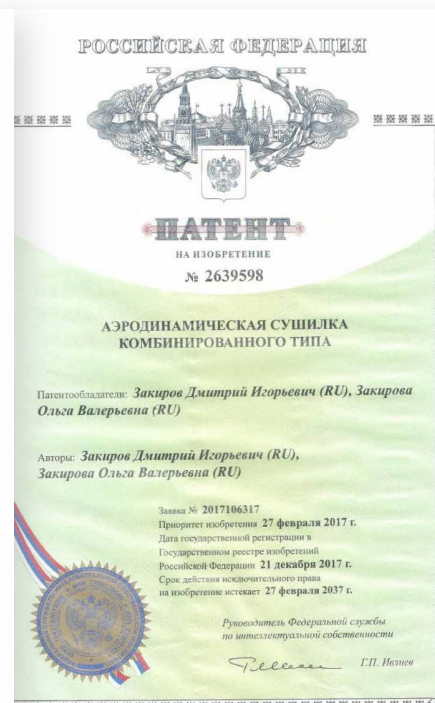 РОССИЙСКАЯ ФЕДЕРАЦИЯ
ПАТЕНТ
НА ИЗОБРЕТЕНИЕ
№ 2639598
АЭРОДИНАМИЧЕСКАЯ СУШИЛКА
КОМБИНИРОВАННОГО ТИПА
Патентообладатели: Закиров Дмитрий Игорьевич (RU), Закирова
Ольга Валерьевна (RU)
Авторы: Закиров Дмитрий Игорьевич (RU),
Закирова Ольга Валерьевна (RU)
Заявка № 2017106317
Приоритет изобретения 27 февраля 2017 г.
Дата государственной регистрации в
Государственном реестре изобретений
Российской Федерации 21 декабря 2017 г.
Срок действия исключительного права
на изобретение истекает 27 февраля 2037 г.
Руководитель Федеральной службы
по интеллектуальной собственности
Г.П. Ивлиев